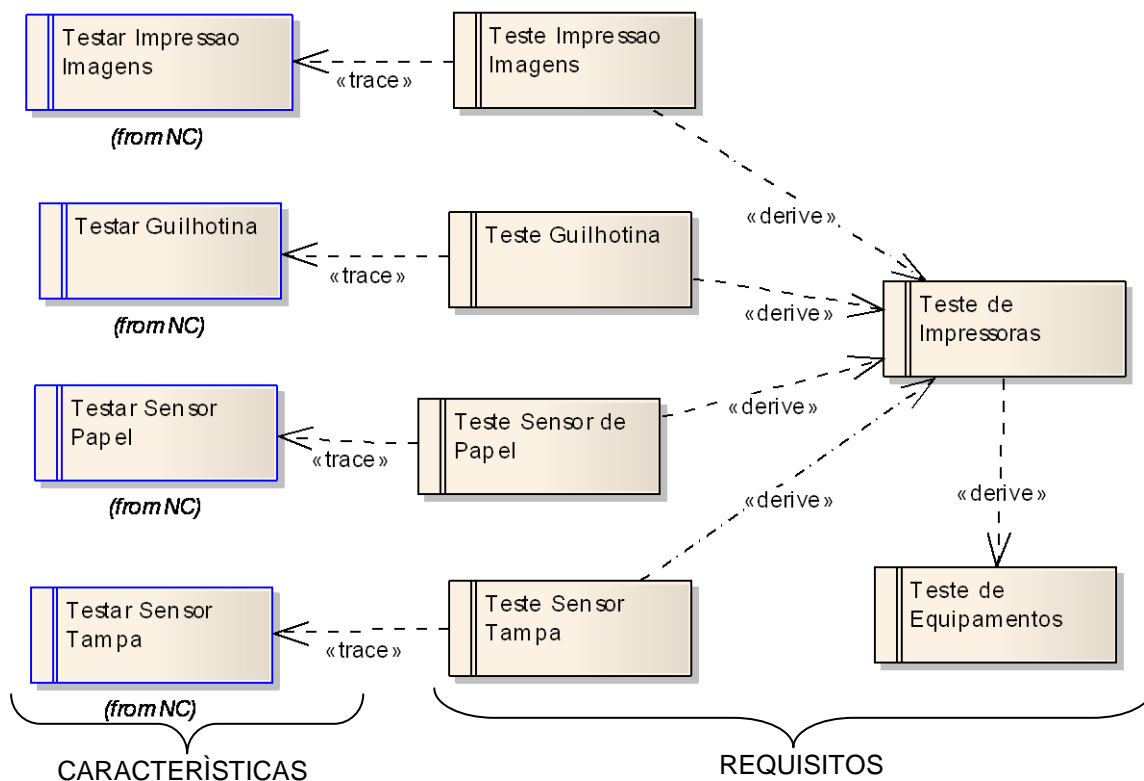 Testar Impressao
Imagens
(from NC)
«trace»
Teste Impressao
Imagens
«derive»
Testar Guilhotina
(from NC)
«trace»
Teste Guilhotina
«derive»
Teste de
Impressoras
Testar Sensor
Papel
(from NC)
«trace»
Teste Sensor de
Papel
«derive»
«derive»
«derive»
Testar Sensor
Tampa
(from NC)
«trace»
Teste Sensor
Tampa
Teste de
Equipamentos
CARACTERÌSTICAS
REQUISITOS